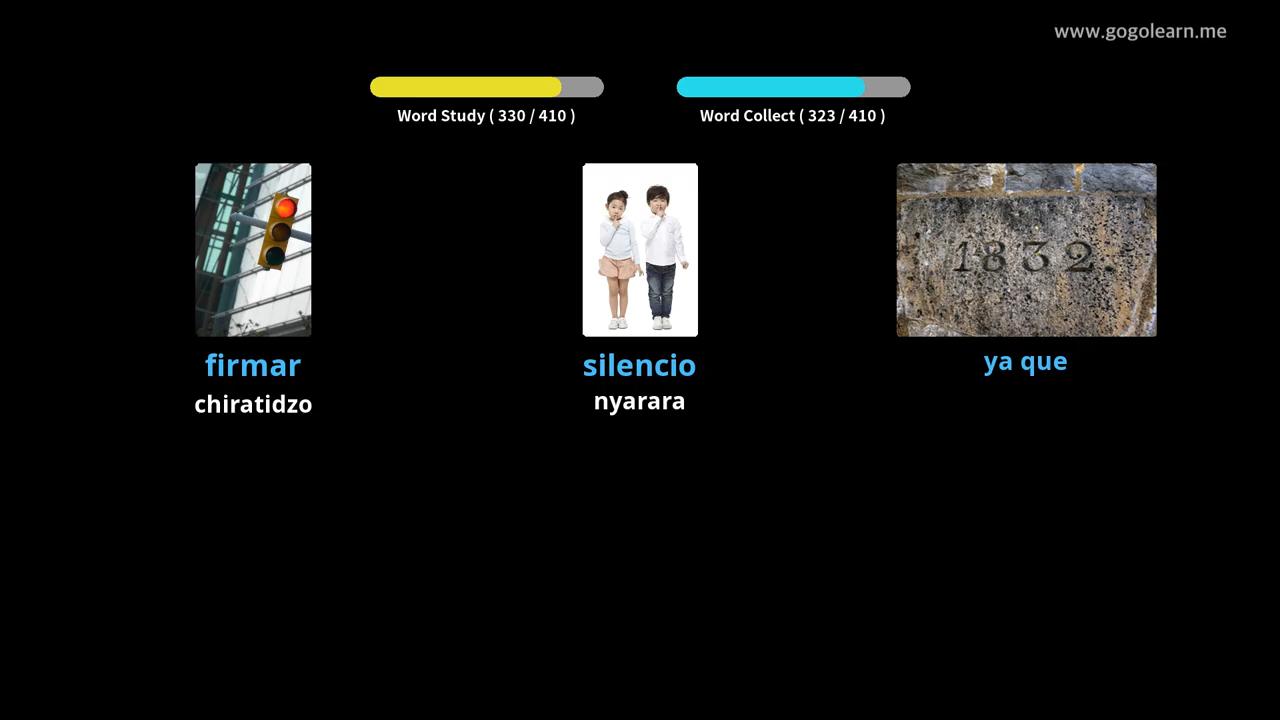 www.gogolearn.me
Word Study ( 330 / 410 )
Word Collect ( 323 / 410 )
1832.
firmar
chiratidzo
silencio
nyarara
ya que